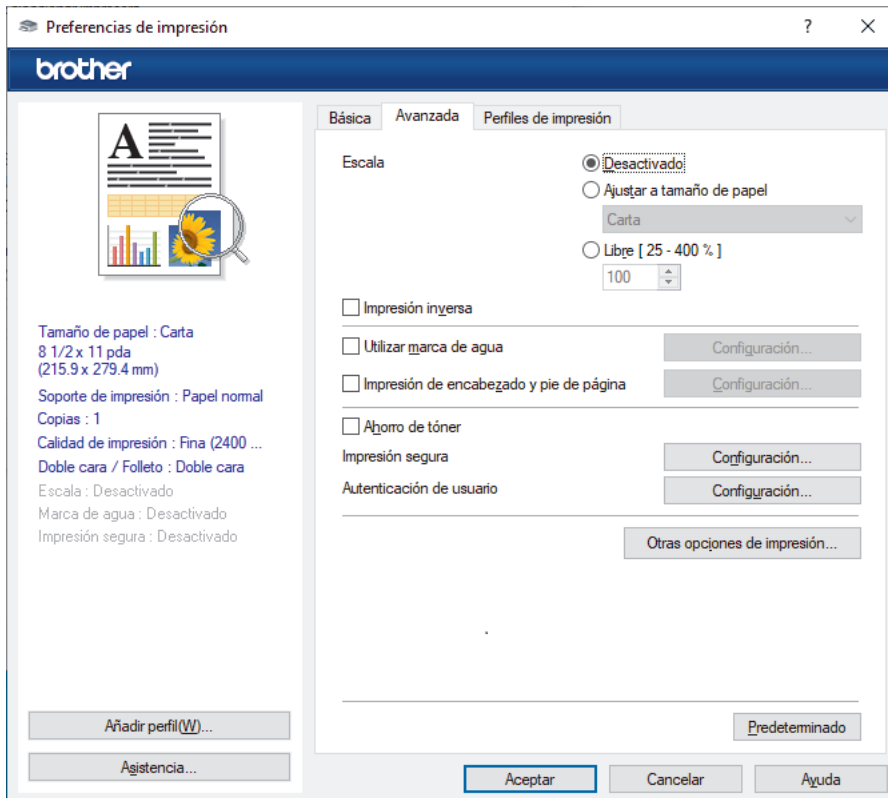 Preferencias de impresión
brother
A
Tamaño de papel : Carta
8 1/2 x 11 pda
(215.9 x 279.4 mm)
Soporte de impresión : Papel normal
Copias : 1
Calidad de impresión : Fina (2400 ...
Doble cara / Folleto : Doble cara
Escala : Desactivado
Marca de agua : Desactivado
Impresión segura : Desactivado
Añadir perfil(W)...
Asistencia...
Básica Avanzada Perfiles de impresión
Escala Desactivado
Ajustar a tamaño de papel
Carta
Libre [ 25 - 400 % ]
100
Impresión inversa
Utilizar marca de agua Configuración...
Impresión de encabezado y pie de página Configuración...
Ahorro de tóner
Impresión segura Configuración...
Autenticación de usuario Configuración...
Otras opciones de impresión...
Predeterminado
Aceptar Cancelar Ayuda